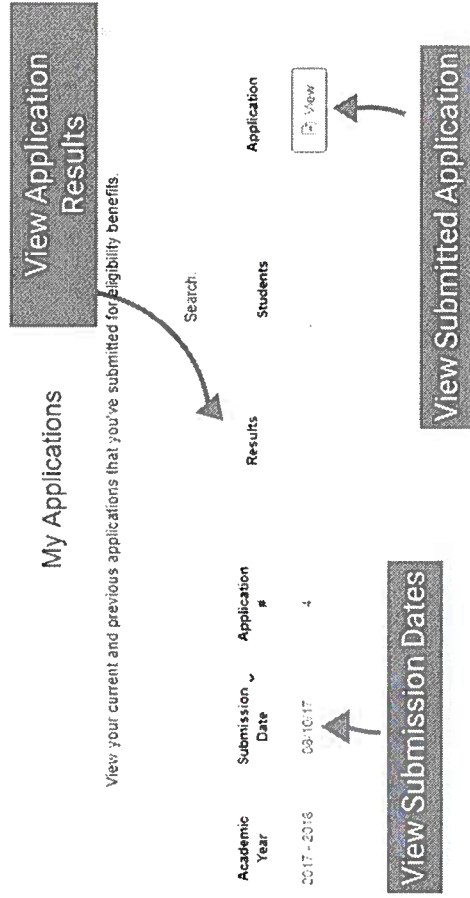 View Application
Results
My Applications
View your current and previous applications that you've submitted for eligibility benefits.
Search:
Academic
Year
Submission
Date
Application
#
Results
Students
Application
2017 - 2018
08/10/17
4
View
View Submission Dates
View Submitted Application